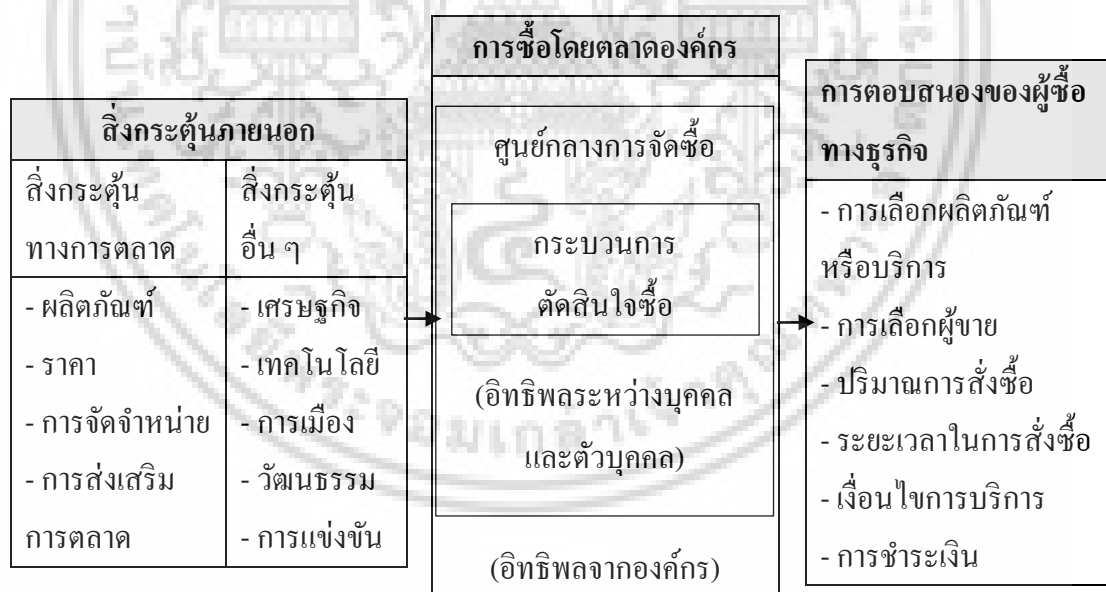 สิ่งกระตุ้นภายนอก
สิ่งกระตุ้น
ทางการตลาด
- ผลิตภัณฑ์
- ราคา
- การจัดจำหน่าย
- การส่งเสริม
การตลาด
สิ่งกระตุ้น
อื่น ๆ
- เศรษฐกิจ
- เทคโนโลยี
- การเมือง
- วัฒนธรรม
- การแข่งขัน
การซื้อโดยตลาดองค์กร
ศูนย์กลางการจัดซื้อ
กระบวนการ
ตัดสินใจซื้อ
(อิทธิพลระหว่างบุคคล
และตัวบุคคล)
(อิทธิพลจากองค์กร)
การตอบสนองของผู้ซื้อ
ทางธุรกิจ
- การเลือกผลิตภัณฑ์
หรือบริการ
- การเลือกผู้ขาย
- ปริมาณการสั่งซื้อ
- ระยะเวลาในการสั่งซื้อ
- เงื่อนไขการบริการ
- การชำระเงิน